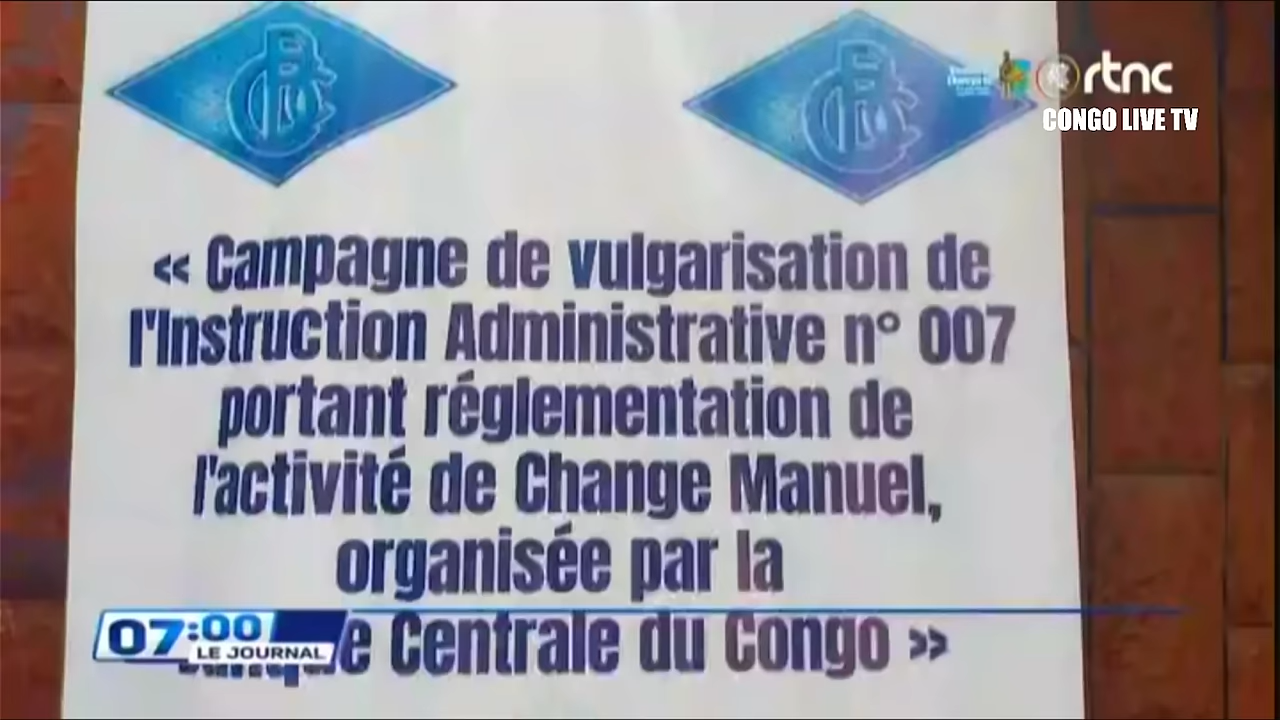 rtnc
CONGO LIVE TV
« Campagne de vulgarisation de
l'Instruction Administrative n° 007
portant réglementation de
l'activité de Change Manuel,
organisée par la
Centrale du Congo »
07:00
LE JOURNAL